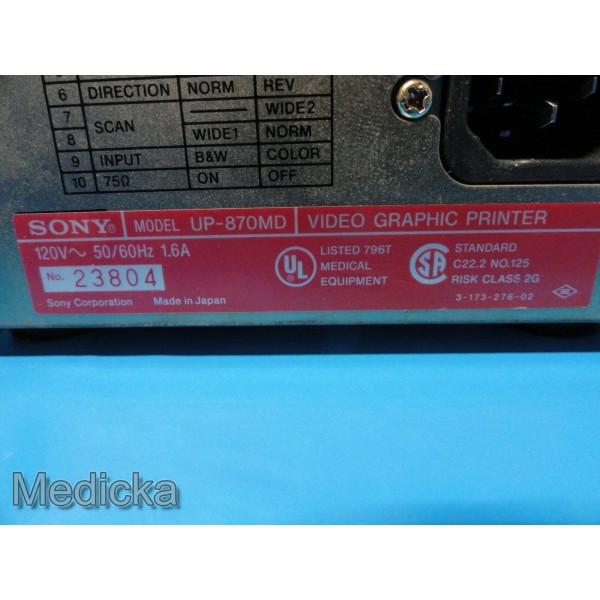 6 DIRECTION NORM REV
7 SCAN —— WIDE2
8 WIDE1 NORM
9 INPUT B&W COLOR
10 75Ω ON OFF
SONY® MODEL UP-870MD VIDEO GRAPHIC PRINTER
120V～ 50/60Hz 1.6A
No. 23804
Sony Corporation Made in Japan
UL ®
LISTED 796T
MEDICAL
EQUIPMENT
SA ®
STANDARD
C22.2 NO.125
RISK CLASS 2G
3-173-276-02
Medicka